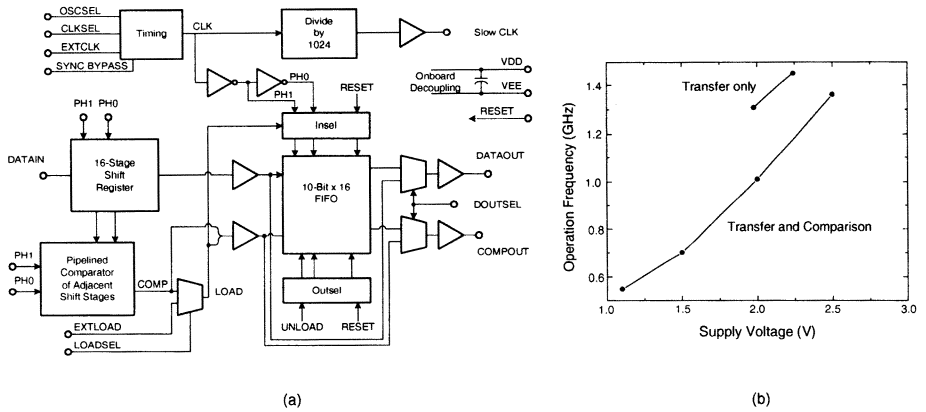 OSCSEL
CLKSEL
EXTCLK
SYNC BYPASS
Timing
CLK
Divide
by
1024
Slow CLK
PH0
PH1
RESET
Onboard
Decoupling
VDD
VEE
RESET
PH1 PH0
DATAIN
16-Stage
Shift
Register
Insel
10-Bit x 16
FIFO
DATAOUT
DOUTSEL
COMPOUT
PH1
PH0
Pipelined
Comparator
of Adjacent
Shift Stages
COMP
LOAD
Outsel
EXTLOAD
LOADSEL
UNLOAD
RESET
(a)
Operation Frequency (GHz)
1.4
1.2
1.0
0.8
0.6
Transfer only
Transfer and Comparison
1.0 1.5 2.0 2.5 3.0
Supply Voltage (V)
(b)